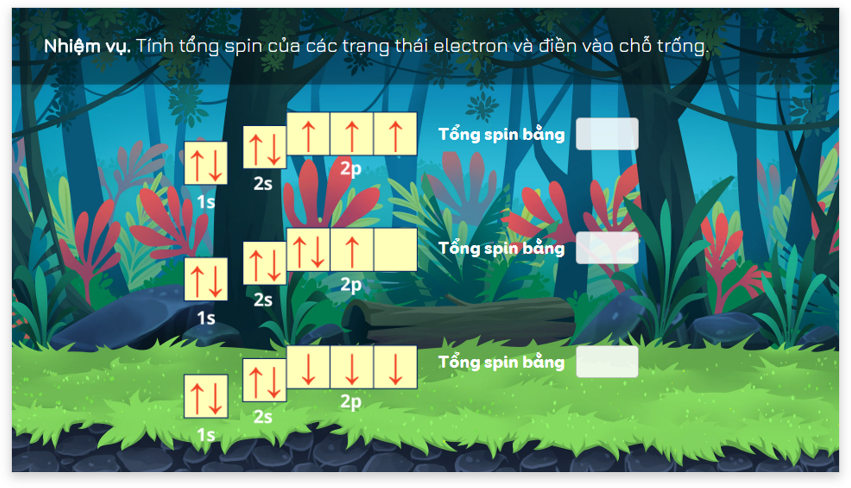 Nhiệm vụ. Tính tổng spin của các trạng thái electron và điền vào chỗ trống.
↑↓ ↑↓ ↑ ↑ ↑ Tổng spin bằng
1s 2s 2p
↑↓ ↑↓ ↑↓ ↑ Tổng spin bằng
1s 2s 2p
↑↓ ↑↓ ↓ ↓ ↓ Tổng spin bằng
1s 2s 2p